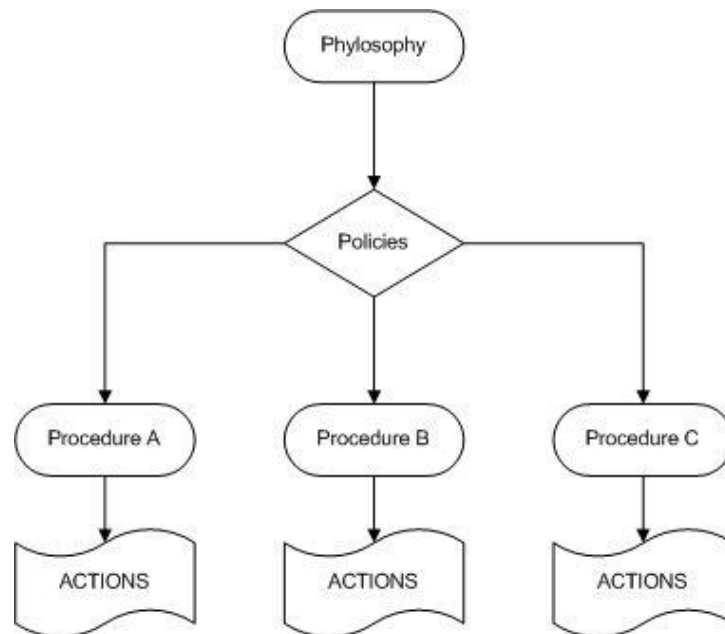 Phylosophy
Policies
Procedure A
Procedure B
Procedure C
ACTIONS
ACTIONS
ACTIONS